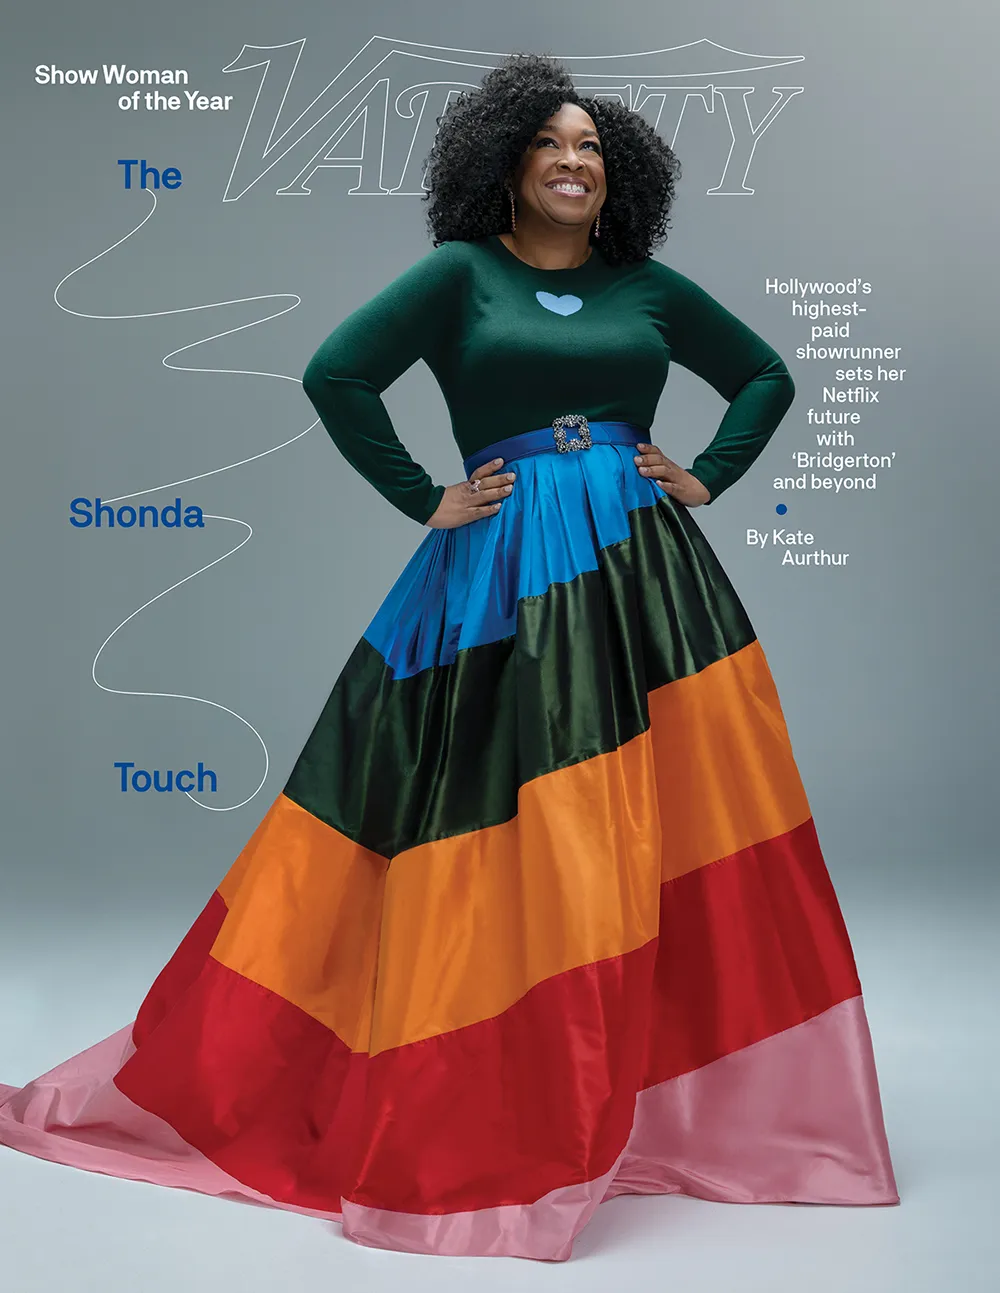 VARIETY
Show Woman
of the Year
The
Shonda
Touch
Hollywood’s
highest-
paid
showrunner
sets her
Netflix
future
with
‘Bridgerton’
and beyond
By Kate
Aurthur